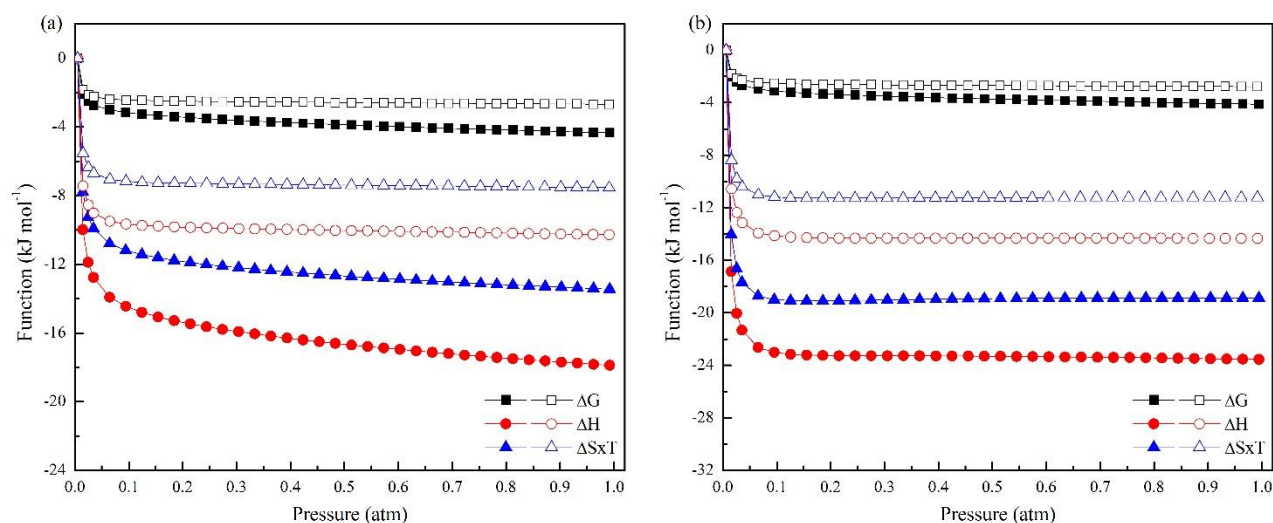 (a)
Function (kJ mol⁻¹)
0
-4
-8
-12
-16
-20
-24
0.0 0.1 0.2 0.3 0.4 0.5 0.6 0.7 0.8 0.9 1.0
Pressure (atm)
ΔG
ΔH
ΔSxT
(b)
Function (kJ mol⁻¹)
0
-4
-8
-12
-16
-20
-24
-28
-32
0.0 0.1 0.2 0.3 0.4 0.5 0.6 0.7 0.8 0.9 1.0
Pressure (atm)
ΔG
ΔH
ΔSxT